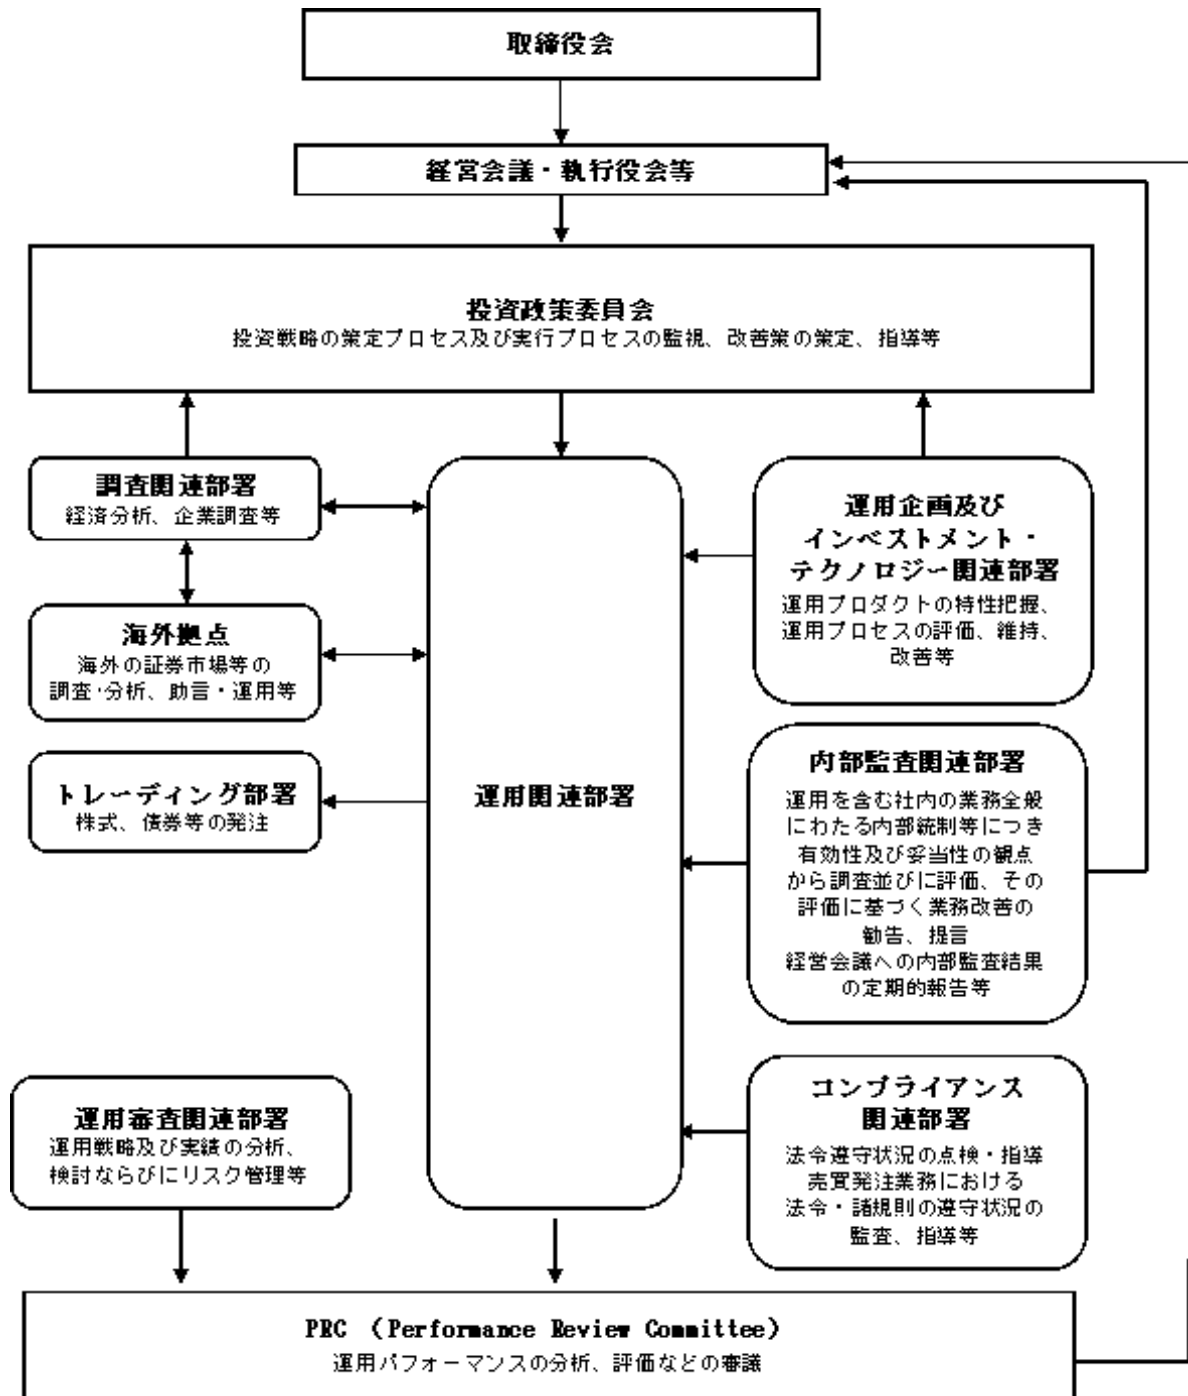 取締役会
経営会議・執行役会等
投資政策委員会
投資戦略の策定プロセス及び実行プロセスの監視、改善策の策定、指導等
調査関連部署
経済分析、企業調査等
海外拠点
海外の証券市場等の
調査・分析、助言・運用等
トレーディング部署
株式、債券等の発注
運用関連部署
運用企画及び
インベストメント・
テクノロジー関連部署
運用プロダクトの特性把握、
運用プロセスの評価、維持、
改善等
内部監査関連部署
運用を含む社内の業務全般
にわたる内部統制等につき
有効性及び妥当性の観点
から調査並びに評価、その
評価に基づく業務改善の
勧告、提言
経営会議への内部監査結果
の定期的報告等
コンプライアンス
関連部署
法令遵守状況の点検・指導
売買発注業務における
法令・諸規則の遵守状況の
監査、指導等
運用審査関連部署
運用戦略及び実績の分析、
検討ならびにリスク管理等
PRC （Performance Review Committee）
運用パフォーマンスの分析、評価などの審議